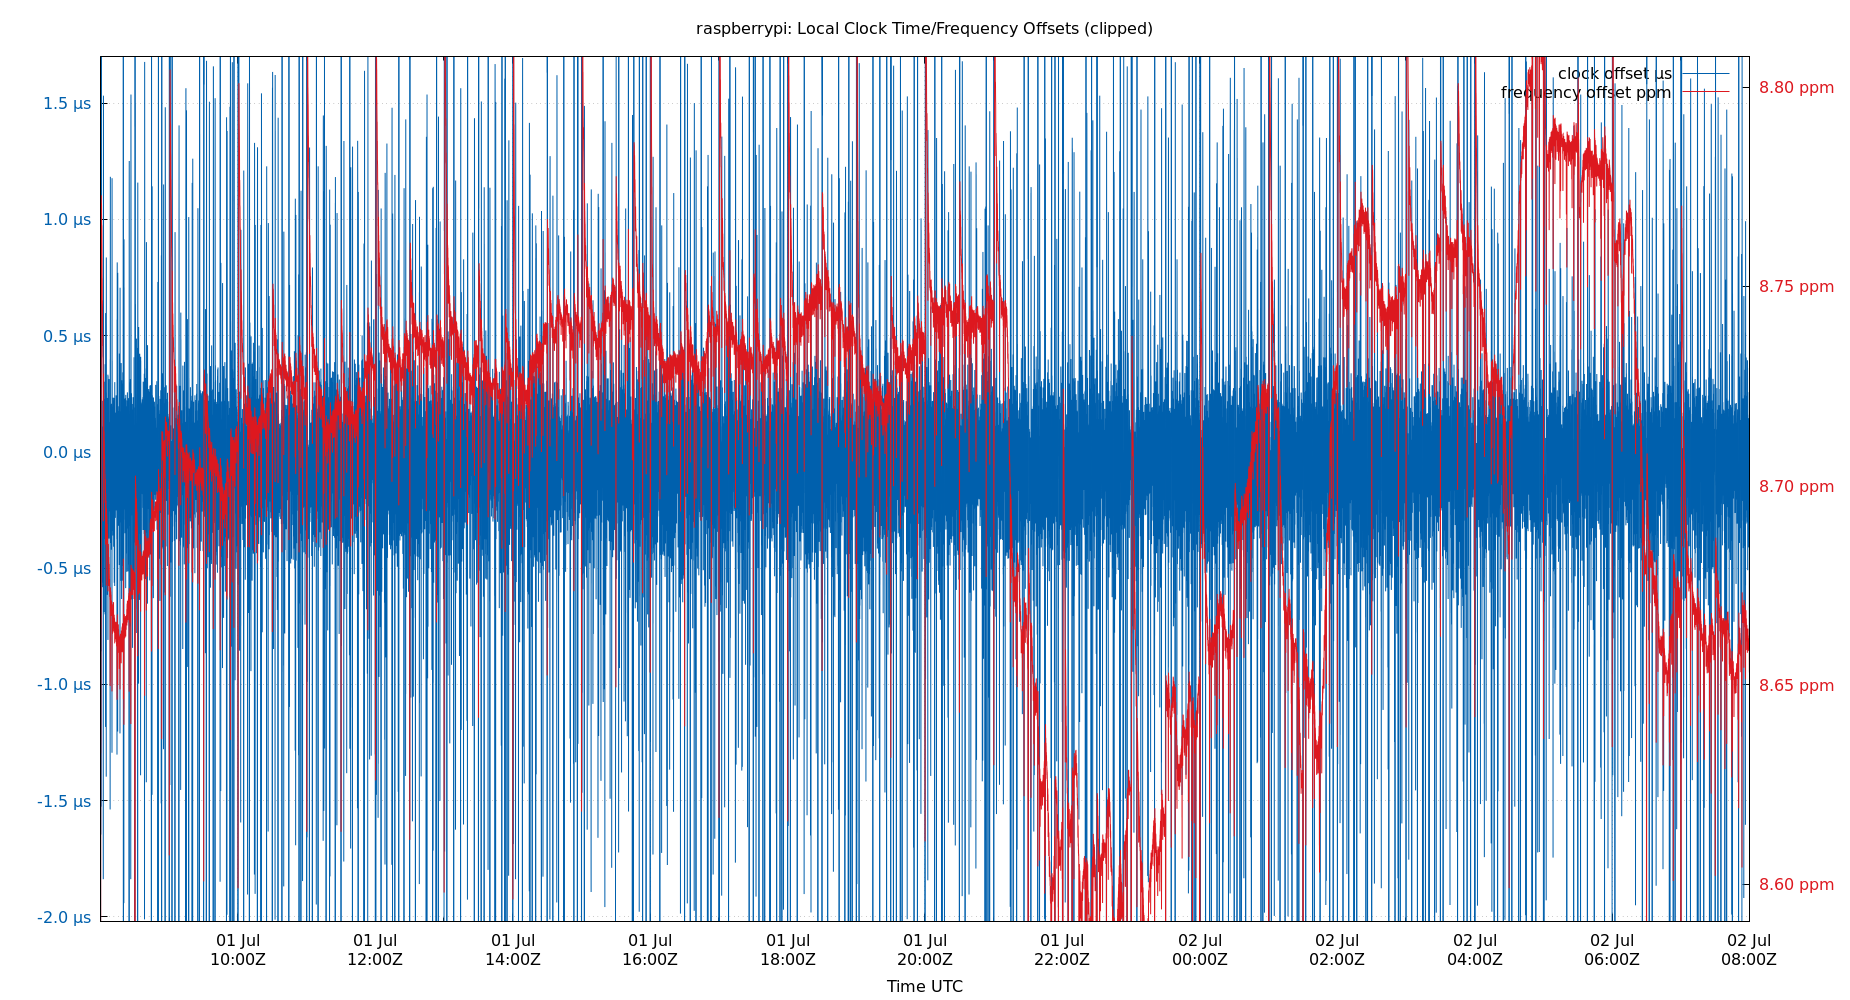 raspberrypi: Local Clock Time/Frequency Offsets (clipped)
clock offset µs
frequency offset ppm
1.5 µs
1.0 µs
0.5 µs
0.0 µs
-0.5 µs
-1.0 µs
-1.5 µs
-2.0 µs
8.80 ppm
8.75 ppm
8.70 ppm
8.65 ppm
8.60 ppm
01 Jul
10:00Z
01 Jul
12:00Z
01 Jul
14:00Z
01 Jul
16:00Z
01 Jul
18:00Z
01 Jul
20:00Z
01 Jul
22:00Z
02 Jul
00:00Z
02 Jul
02:00Z
02 Jul
04:00Z
02 Jul
06:00Z
02 Jul
08:00Z
Time UTC